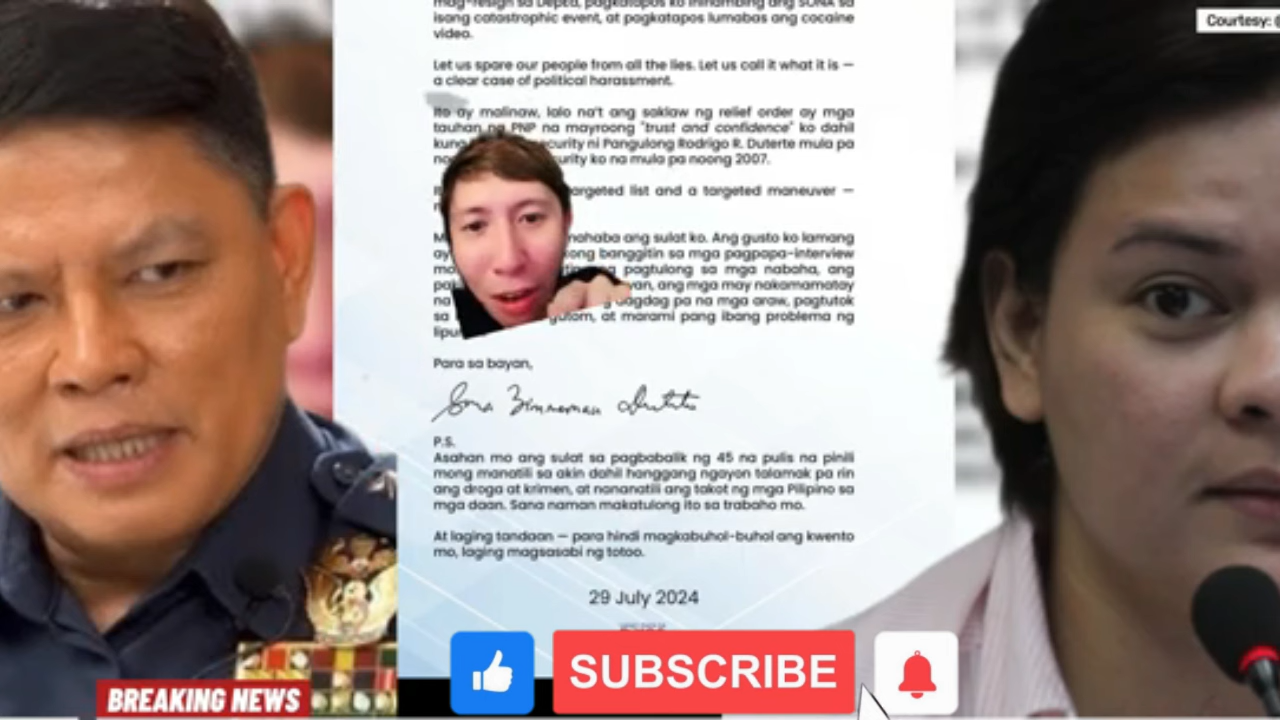 mag-resign sa DepEd, pagkatapos ko inihambing ang SONA sa
isang catastrophic event, at pagkatapos lumabas ang cocaine
video.
Let us spare our people from all the lies. Let us call it what it is —
a clear case of political harassment.
Ito ay malinaw, lalo na't ang saklaw ng relief order ay mga
tauhan ng PNP na mayroong "trust and confidence" ko dahil
ni Pangulong Rodrigo R. Duterte mula pa
ko na mula pa noong 2007.
targeted list and a targeted maneuver —
mahaba ang sulat ko. Ang gusto ko lamang
banggitin sa mga pagpapa-interview
pagtulong sa mga nabaha, ang
ang mga may nakamamatay
na dagdag pa na mga araw, pagtutok
sa at marami pang ibang problema ng
Para sa bayan,
P.S.
Asahan mo ang sulat sa pagbabalik ng 45 na pulis na pinili
mong manatili sa akin dahil hanggang ngayon talamak pa rin
ang droga at krimen, at nananatili ang takot ng mga Pilipino sa
mga daan. Sana naman makatulong ito sa trabaho mo.
At laging tandaan — para hindi magkabuhol-buhol ang kwento
mo, laging magsasabi ng totoo.
29 July 2024
Courtesy:
BREAKING NEWS
SUBSCRIBE